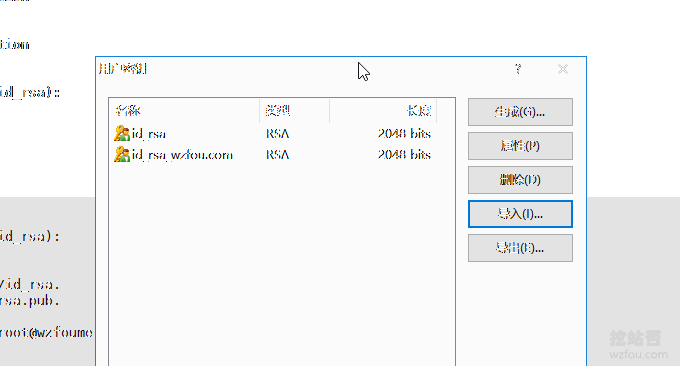 tion
id_rsa):
用户密钥
?
名称 类型 长度
id_rsa RSA 2048 bits
id_rsa_wzfou.com RSA 2048 bits
生成(G)...
属性(P)
删除(D)
导入(I)...
导出(E)...
id_rsa):
/id_rsa.
rsa.pub.
root@wzfoume
挖站否
wzfou.com